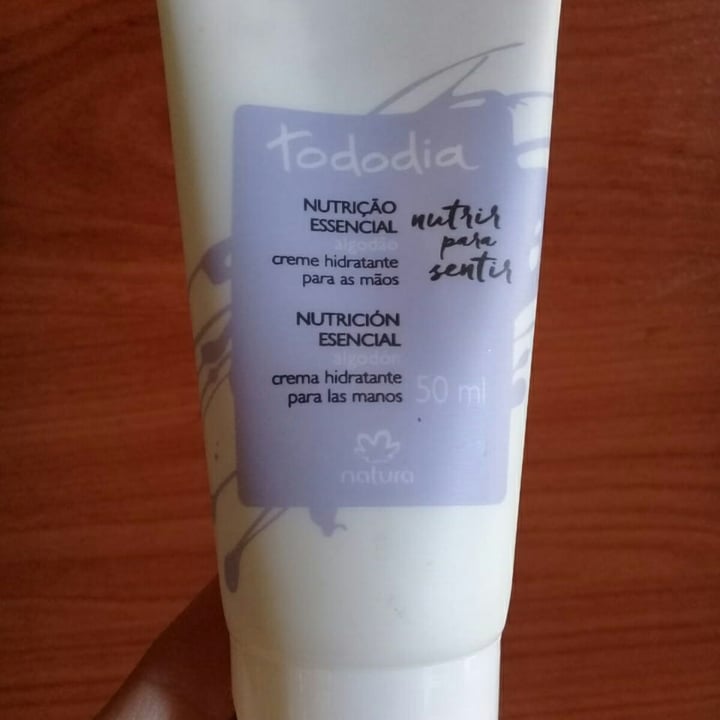 tododia
NUTRIÇÃO
ESSENCIAL
algodão
creme hidratante
para as mãos
nutrir
para
sentir
NUTRICIÓN
ESENCIAL
algodón
crema hidratante
para las manos
50 ml
natura